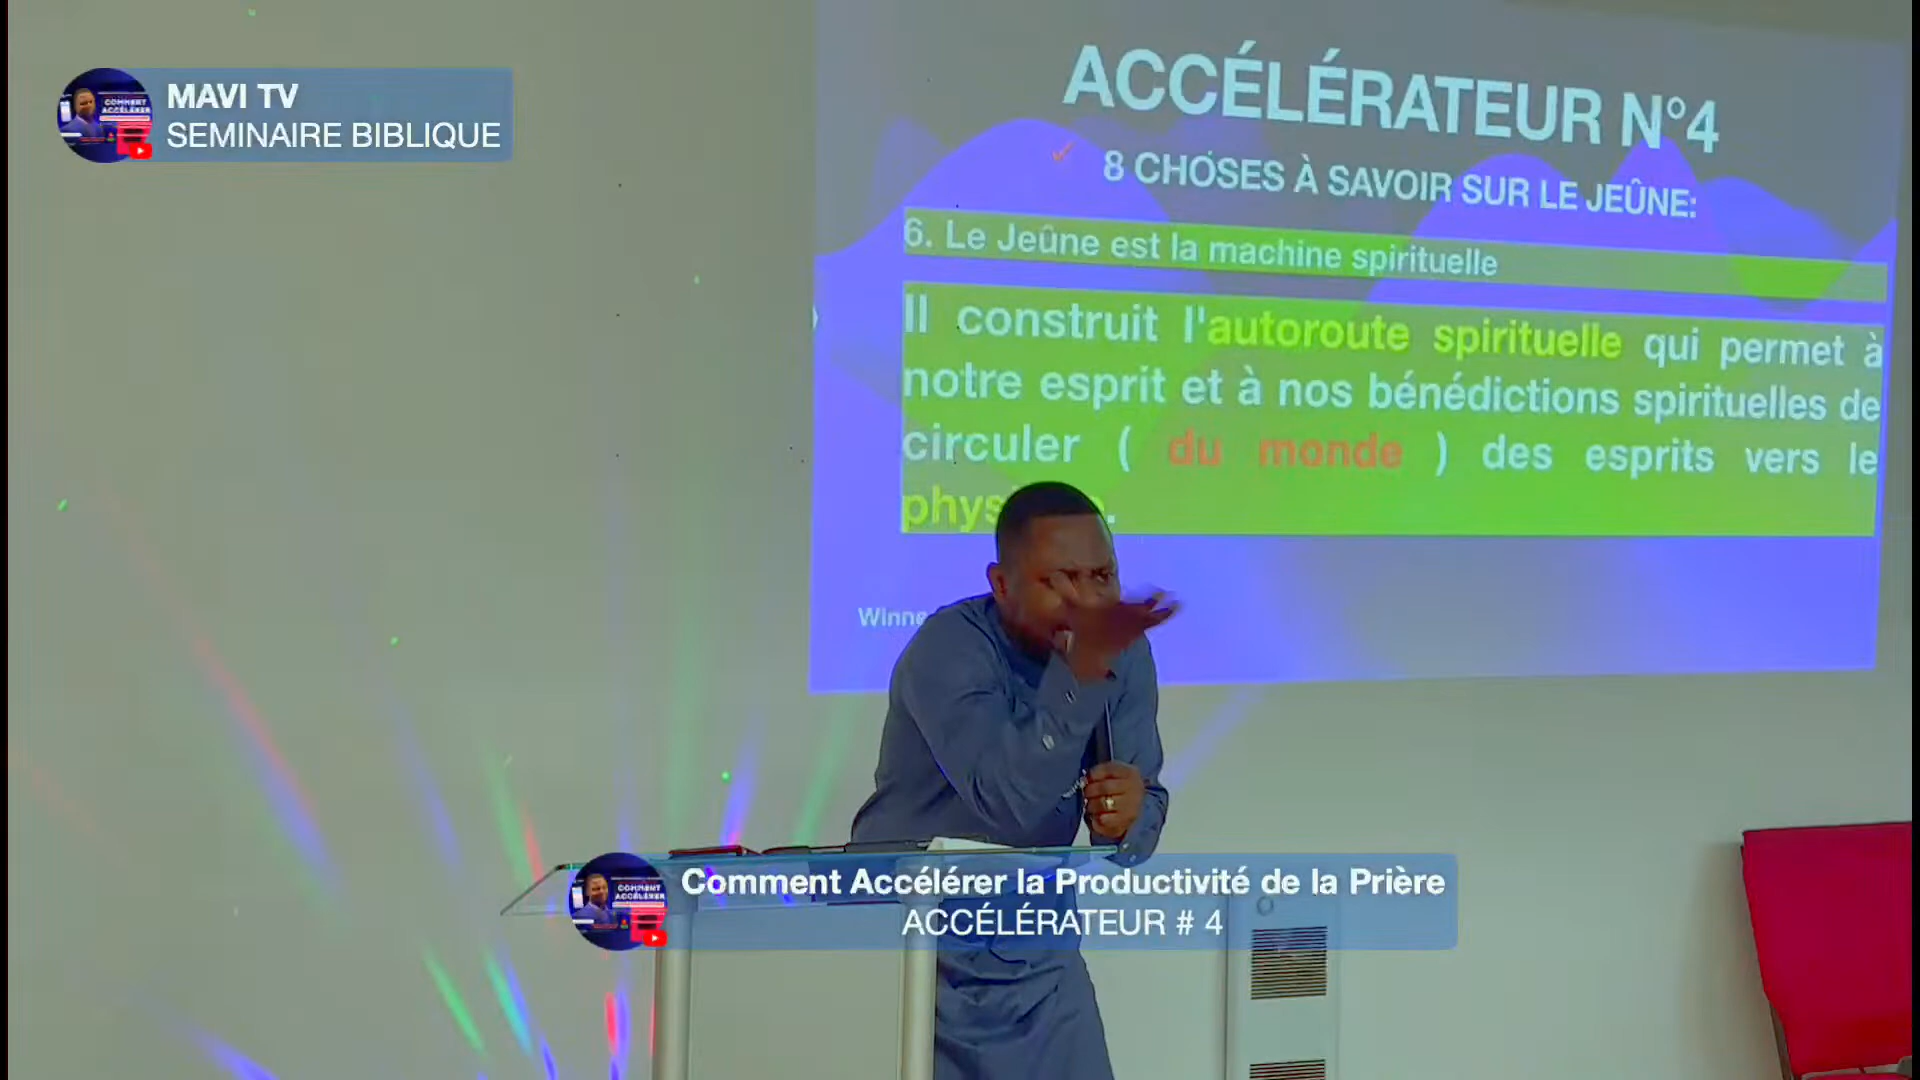 MAVI TV
SEMINAIRE BIBLIQUE
ACCÉLÉRATEUR N°4
8 CHOSES À SAVOIR SUR LE JEÛNE:
6. Le Jeûne est la machine spirituelle
Il construit l'autoroute spirituelle qui permet à
notre esprit et à nos bénédictions spirituelles de
circuler ( du monde ) des esprits vers le
COMMENT
ACCÉLÉRER
Comment Accélérer la Productivité de la Prière
ACCÉLÉRATEUR # 4